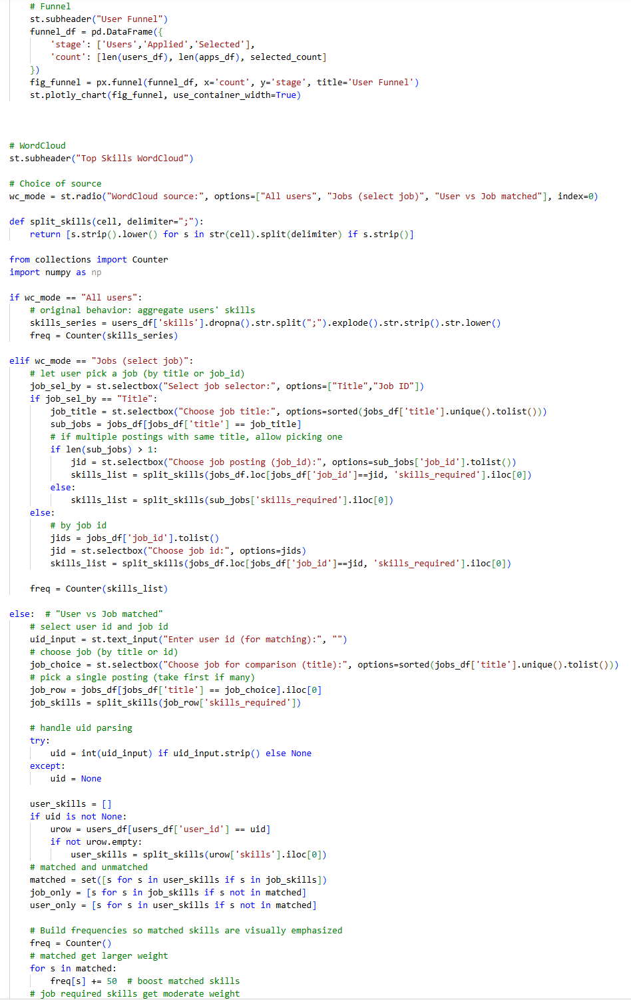 # Funnel
    st.subheader("User Funnel")
    funnel_df = pd.DataFrame({
        'stage': ['Users','Applied','Selected'],
        'count': [len(users_df), len(apps_df), selected_count]
    })
    fig_funnel = px.funnel(funnel_df, x='count', y='stage', title='User Funnel')
    st.plotly_chart(fig_funnel, use_container_width=True)

# WordCloud
st.subheader("Top Skills WordCloud")

# Choice of source
wc_mode = st.radio("WordCloud source:", options=["All users", "Jobs (select job)", "User vs Job matched"], index=0)

def split_skills(cell, delimiter=";"):
    return [s.strip().lower() for s in str(cell).split(delimiter) if s.strip()]

from collections import Counter
import numpy as np

if wc_mode == "All users":
    # original behavior: aggregate users' skills
    skills_series = users_df['skills'].dropna().str.split(";").explode().str.strip().str.lower()
    freq = Counter(skills_series)

elif wc_mode == "Jobs (select job)":
    # let user pick a job (by title or job_id)
    job_sel_by = st.selectbox("Select job selector:", options=["Title","Job ID"])
    if job_sel_by == "Title":
        job_title = st.selectbox("Choose job title:", options=sorted(jobs_df['title'].unique().tolist()))
        sub_jobs = jobs_df[jobs_df['title'] == job_title]
        # if multiple postings with same title, allow picking one
        if len(sub_jobs) > 1:
            jid = st.selectbox("Choose job posting (job_id):", options=sub_jobs['job_id'].tolist())
            skills_list = split_skills(jobs_df.loc[jobs_df['job_id']==jid, 'skills_required'].iloc[0])
        else:
            skills_list = split_skills(sub_jobs['skills_required'].iloc[0])
    else:
        # by job id
        jids = jobs_df['job_id'].tolist()
        jid = st.selectbox("Choose job id:", options=jids)
        skills_list = split_skills(jobs_df.loc[jobs_df['job_id']==jid, 'skills_required'].iloc[0])

    freq = Counter(skills_list)

else:  # "User vs Job matched"
    # select user id and job id
    uid_input = st.text_input("Enter user id (for matching):", "")
    # choose job (by title or id)
    job_choice = st.selectbox("Choose job for comparison (title):", options=sorted(jobs_df['title'].unique().tolist()))
    # pick a single posting (take first if many)
    job_row = jobs_df[jobs_df['title'] == job_choice].iloc[0]
    job_skills = split_skills(job_row['skills_required'])

    # handle uid parsing
    try:
        uid = int(uid_input) if uid_input.strip() else None
    except:
        uid = None

    user_skills = []
    if uid is not None:
        urow = users_df[users_df['user_id'] == uid]
        if not urow.empty:
            user_skills = split_skills(urow['skills'].iloc[0])
    # matched and unmatched
    matched = set([s for s in user_skills if s in job_skills])
    job_only = [s for s in job_skills if s not in matched]
    user_only = [s for s in user_skills if s not in matched]

    # Build frequencies so matched skills are visually emphasized
    freq = Counter()
    # matched get larger weight
    for s in matched:
        freq[s] += 50  # boost matched skills
    # job required skills get moderate weight